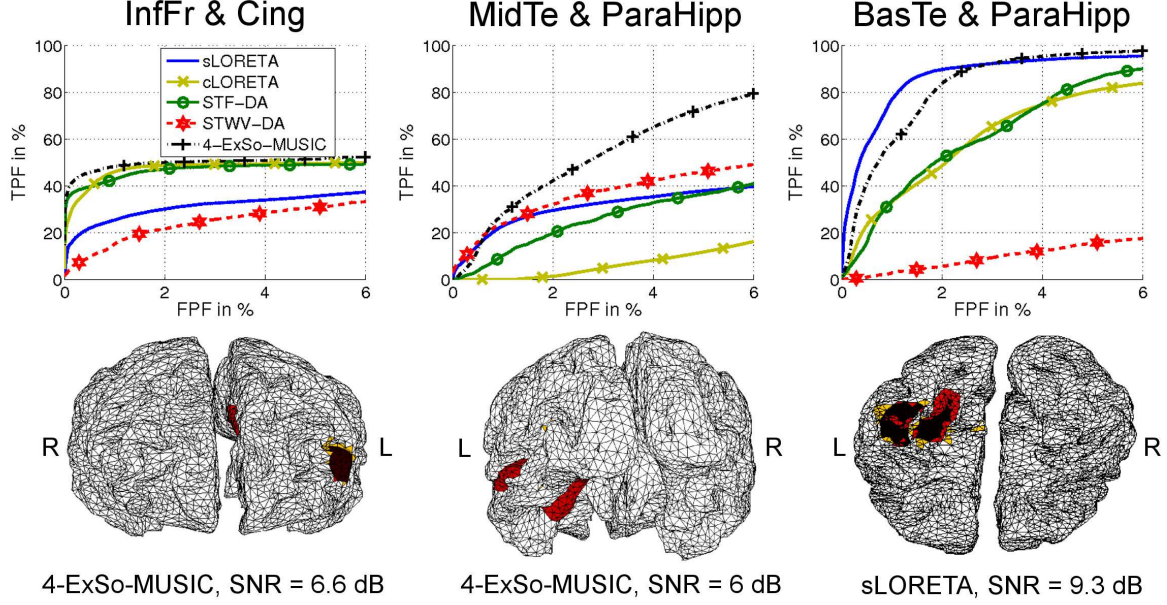 InfFr & Cing
MidTe & ParaHipp
BasTe & ParaHipp
TPF in %
100
80
60
40
20
0
0 2 4 6
FPF in %
sLORETA
cLORETA
STF-DA
STWV-DA
4-ExSo-MUSIC
TPF in %
100
80
60
40
20
0
0 2 4 6
FPF in %
TPF in %
100
80
60
40
20
0
0 2 4 6
FPF in %
R L
L R
L R
4-ExSo-MUSIC, SNR = 6.6 dB
4-ExSo-MUSIC, SNR = 6 dB
sLORETA, SNR = 9.3 dB